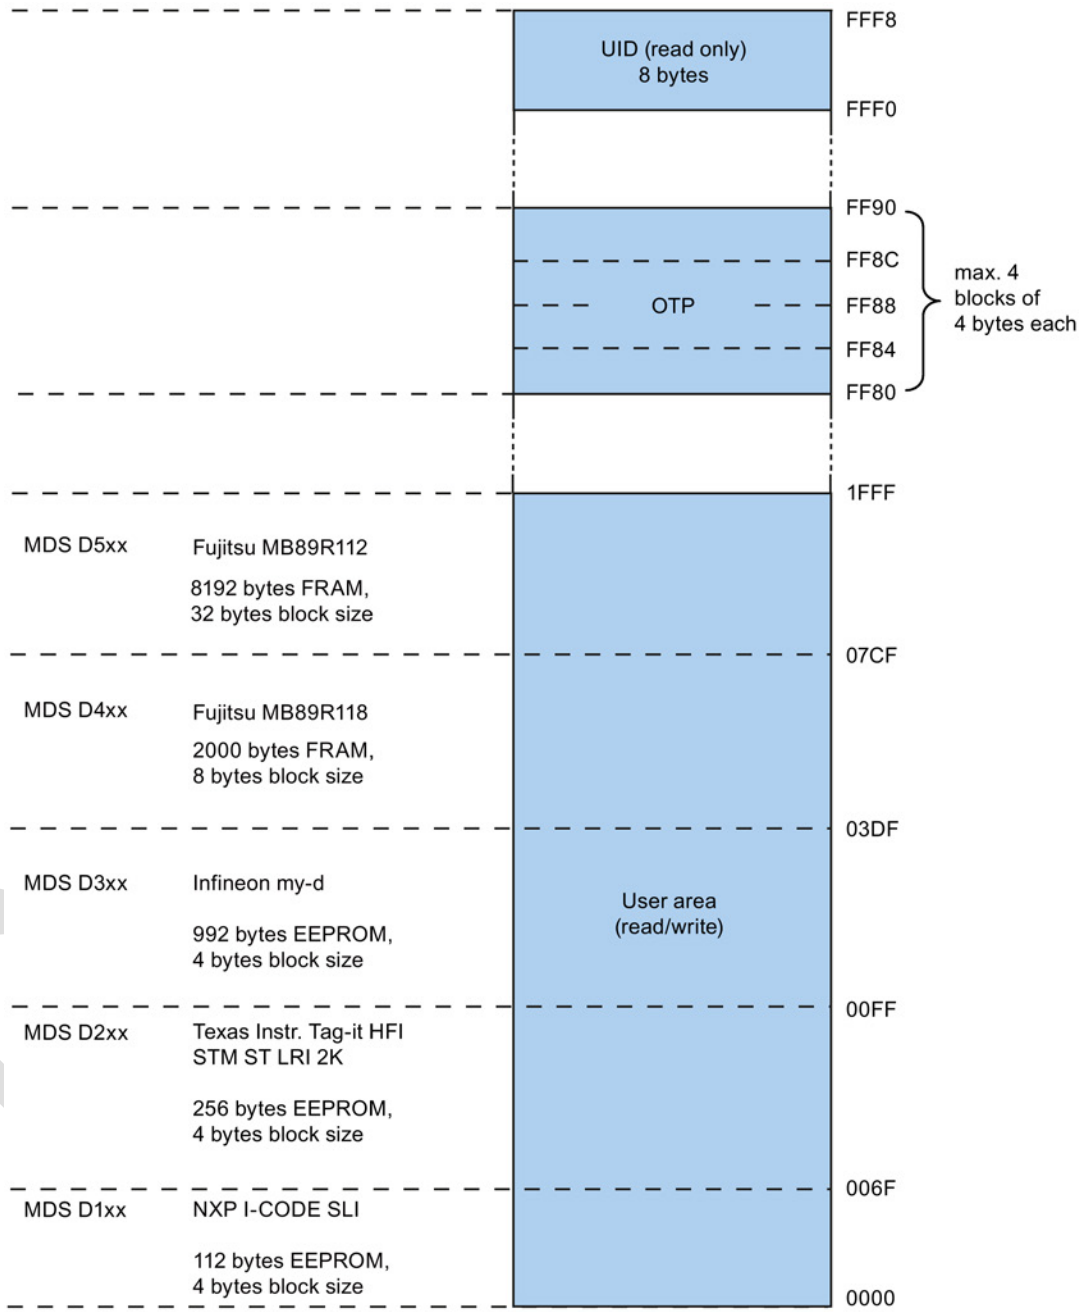 FFF8
UID (read only)
8 bytes
FFF0
FF90
FF8C
max. 4
blocks of
4 bytes each
OTP
FF88
FF84
FF80
1FFF
MDS D5xx
Fujitsu MB89R112
8192 bytes FRAM,
32 bytes block size
07CF
MDS D4xx
Fujitsu MB89R118
2000 bytes FRAM,
8 bytes block size
03DF
MDS D3xx
Infineon my-d
992 bytes EEPROM,
4 bytes block size
User area
(read/write)
00FF
MDS D2xx
Texas Instr. Tag-it HFI
STM ST LRI 2K
256 bytes EEPROM,
4 bytes block size
006F
MDS D1xx
NXP I-CODE SLI
112 bytes EEPROM,
4 bytes block size
0000